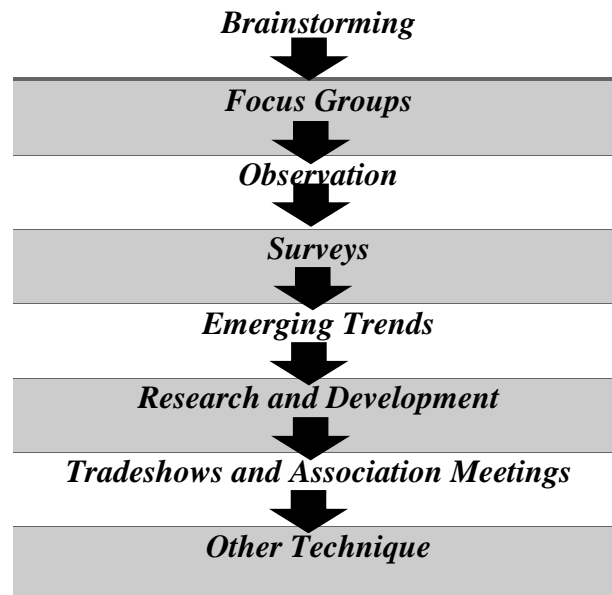 Brainstorming
Focus Groups
Observation
Surveys
Emerging Trends
Research and Development
Tradeshows and Association Meetings
Other Technique